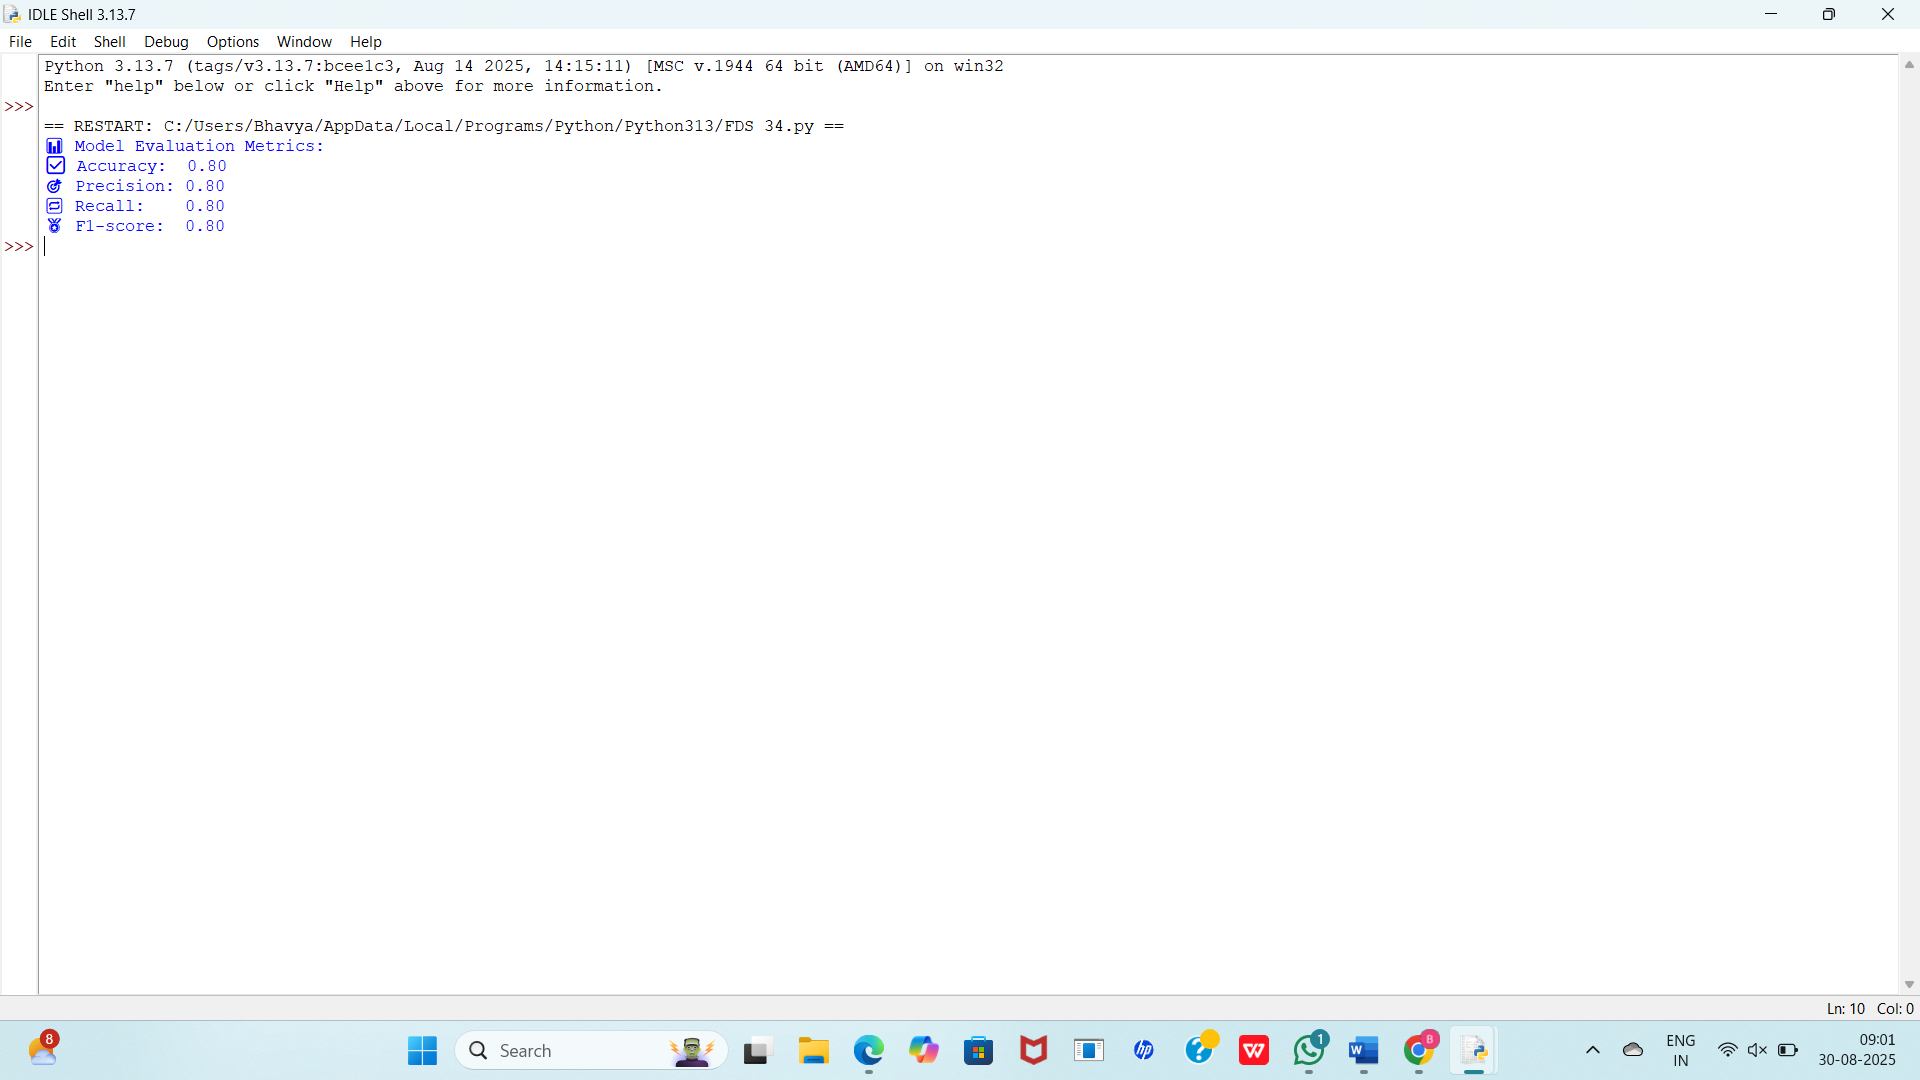 IDLE Shell 3.13.7
File Edit Shell Debug Options Window Help
Python 3.13.7 (tags/v3.13.7:bcee1c3, Aug 14 2025, 14:15:11) [MSC v.1944 64 bit (AMD64)] on win32
Enter "help" below or click "Help" above for more information.
>>>
== RESTART: C:/Users/Bhavya/AppData/Local/Programs/Python/Python313/FDS 34.py ==
📊 Model Evaluation Metrics:
✅ Accuracy:  0.80
🎯 Precision: 0.80
🔁 Recall:    0.80
🏅 F1-score:  0.80
>>>
Ln: 10 Col: 0
8
Search
hp
?
W
1
W
B
ENG
IN
09:01
30-08-2025